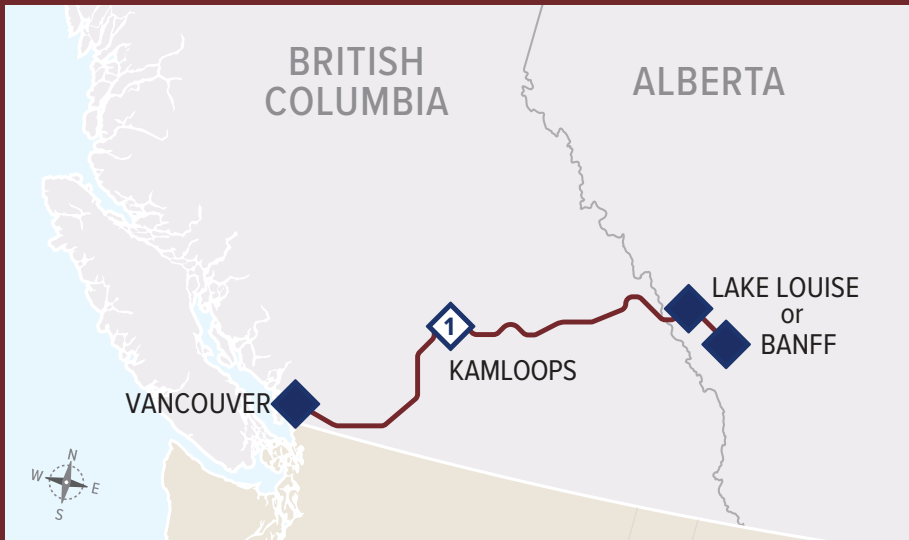 BRITISH
COLUMBIA
ALBERTA
LAKE LOUISE
or
BANFF
1
KAMLOOPS
VANCOUVER
N
W
E
S